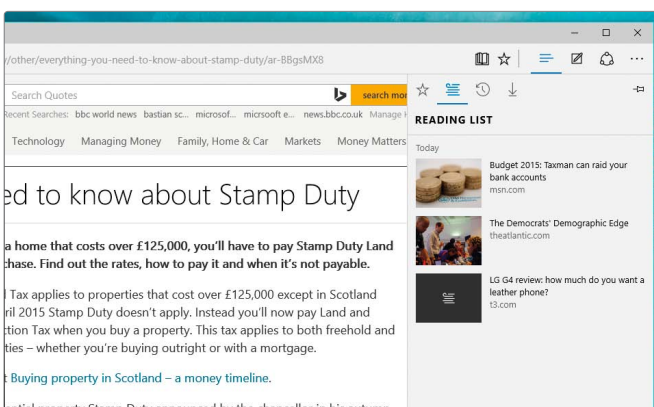 y/other/everything-you-need-to-know-about-stamp-duty/ar-BBgsMX8
Search Quotes
Recent Searches: bbc world news bastian sc... microsof... micrsooft e... news.bbc.co.uk Manage
Technology Managing Money Family, Home & Car Markets Money Matters
ed to know about Stamp Duty
a home that costs over £125,000, you'll have to pay Stamp Duty Land
chase. Find out the rates, how to pay it and when it's not payable.
Tax applies to properties that cost over £125,000 except in Scotland
ril 2015 Stamp Duty doesn't apply. Instead you'll now pay Land and
ction Tax when you buy a property. This tax applies to both freehold and
ties – whether you're buying outright or with a mortgage.
t Buying property in Scotland – a money timeline.
search mor
READING LIST
Today
Budget 2015: Taxman can raid your
bank accounts
msn.com
The Democrats' Demographic Edge
theatlantic.com
LG G4 review: how much do you want a
leather phone?
t3.com